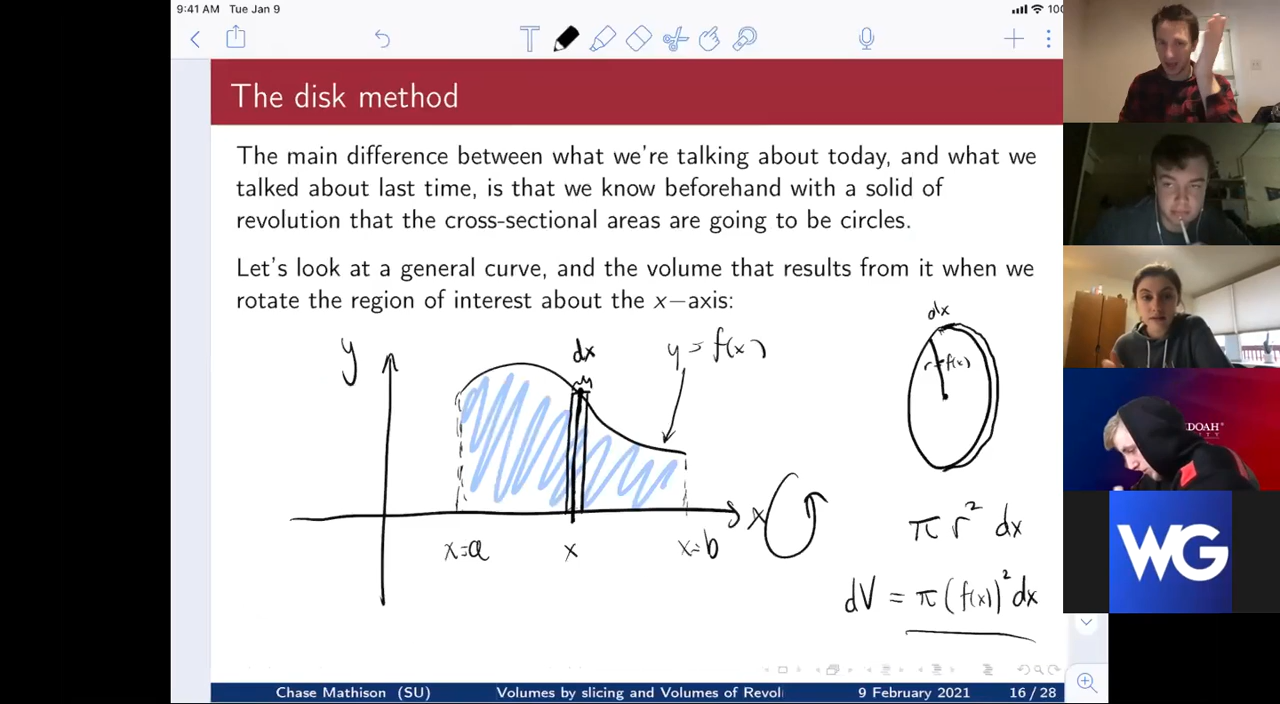 9:41 AM Tue Jan 9
The disk method
The main difference between what we're talking about today, and what we
talked about last time, is that we know beforehand with a solid of
revolution that the cross-sectional areas are going to be circles.
Let's look at a general curve, and the volume that results from it when we
rotate the region of interest about the x−axis:
dx
r=f(x)
y
dx
y = f(x)
x
x=a
x
x=b
π r² dx
dV = π (f(x))² dx
DOAH®
WG
Chase Mathison (SU) Volumes by slicing and Volumes of Revol 9 February 2021 16 / 28